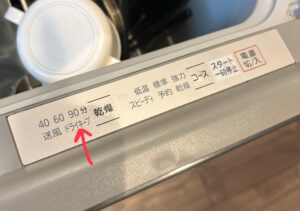 40 60 90分
送風 ドライキープ
乾燥
低温 標準 強力
スピーディ 予約 乾燥
コース
スタート
一時停止
電源
切/入